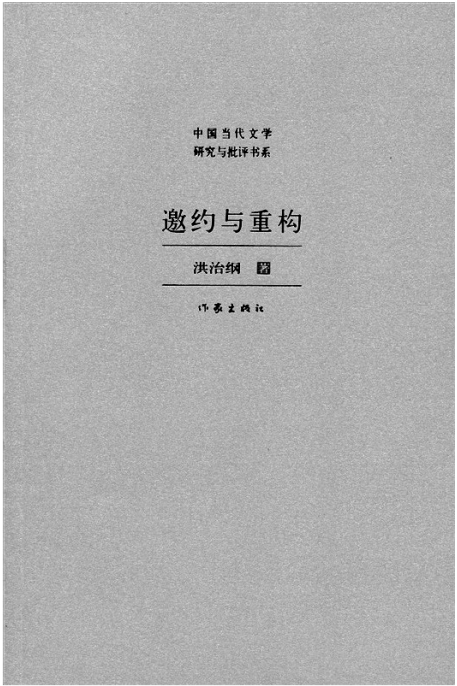 中国当代文学
研究与批评书系
邀约与重构
洪治纲 著
作家出版社